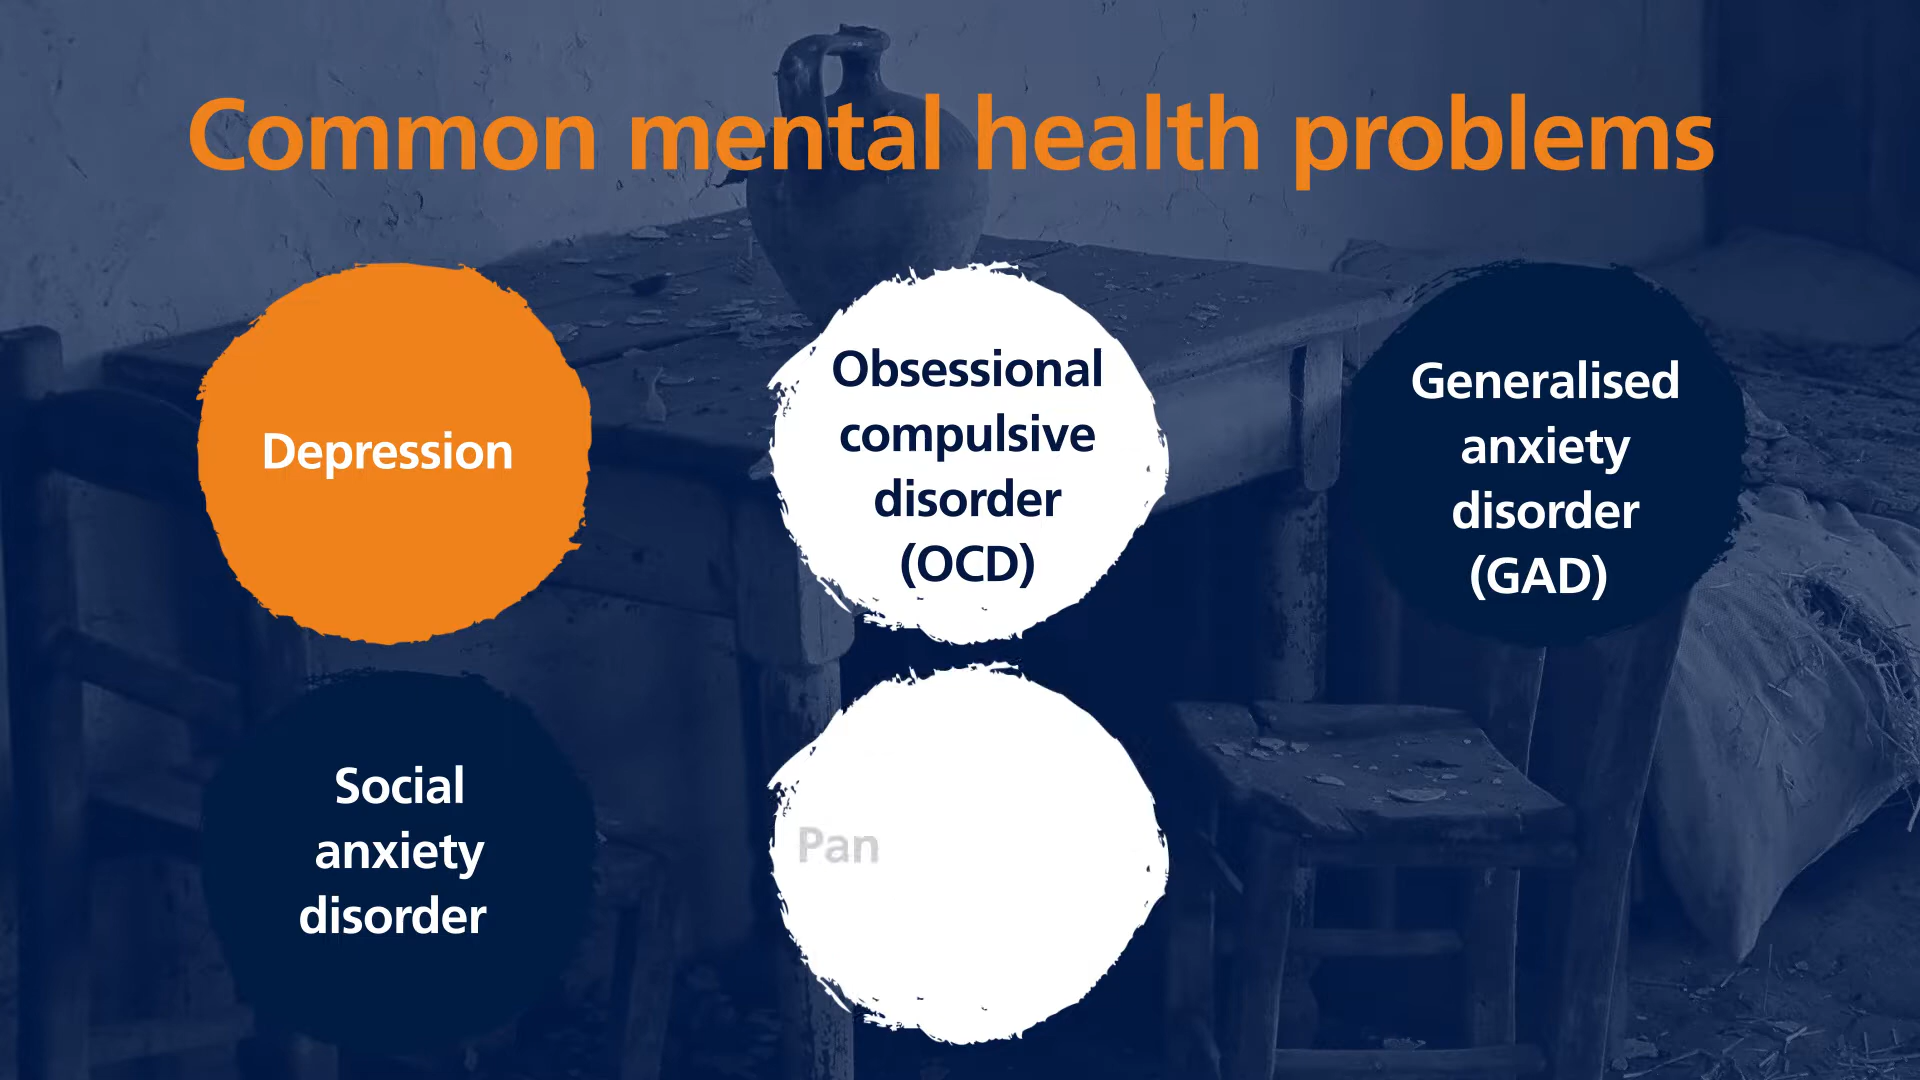 Common mental health problems
Depression
Obsessional
compulsive
disorder
(OCD)
Generalised
anxiety
disorder
(GAD)
Social
anxiety
disorder
Pan